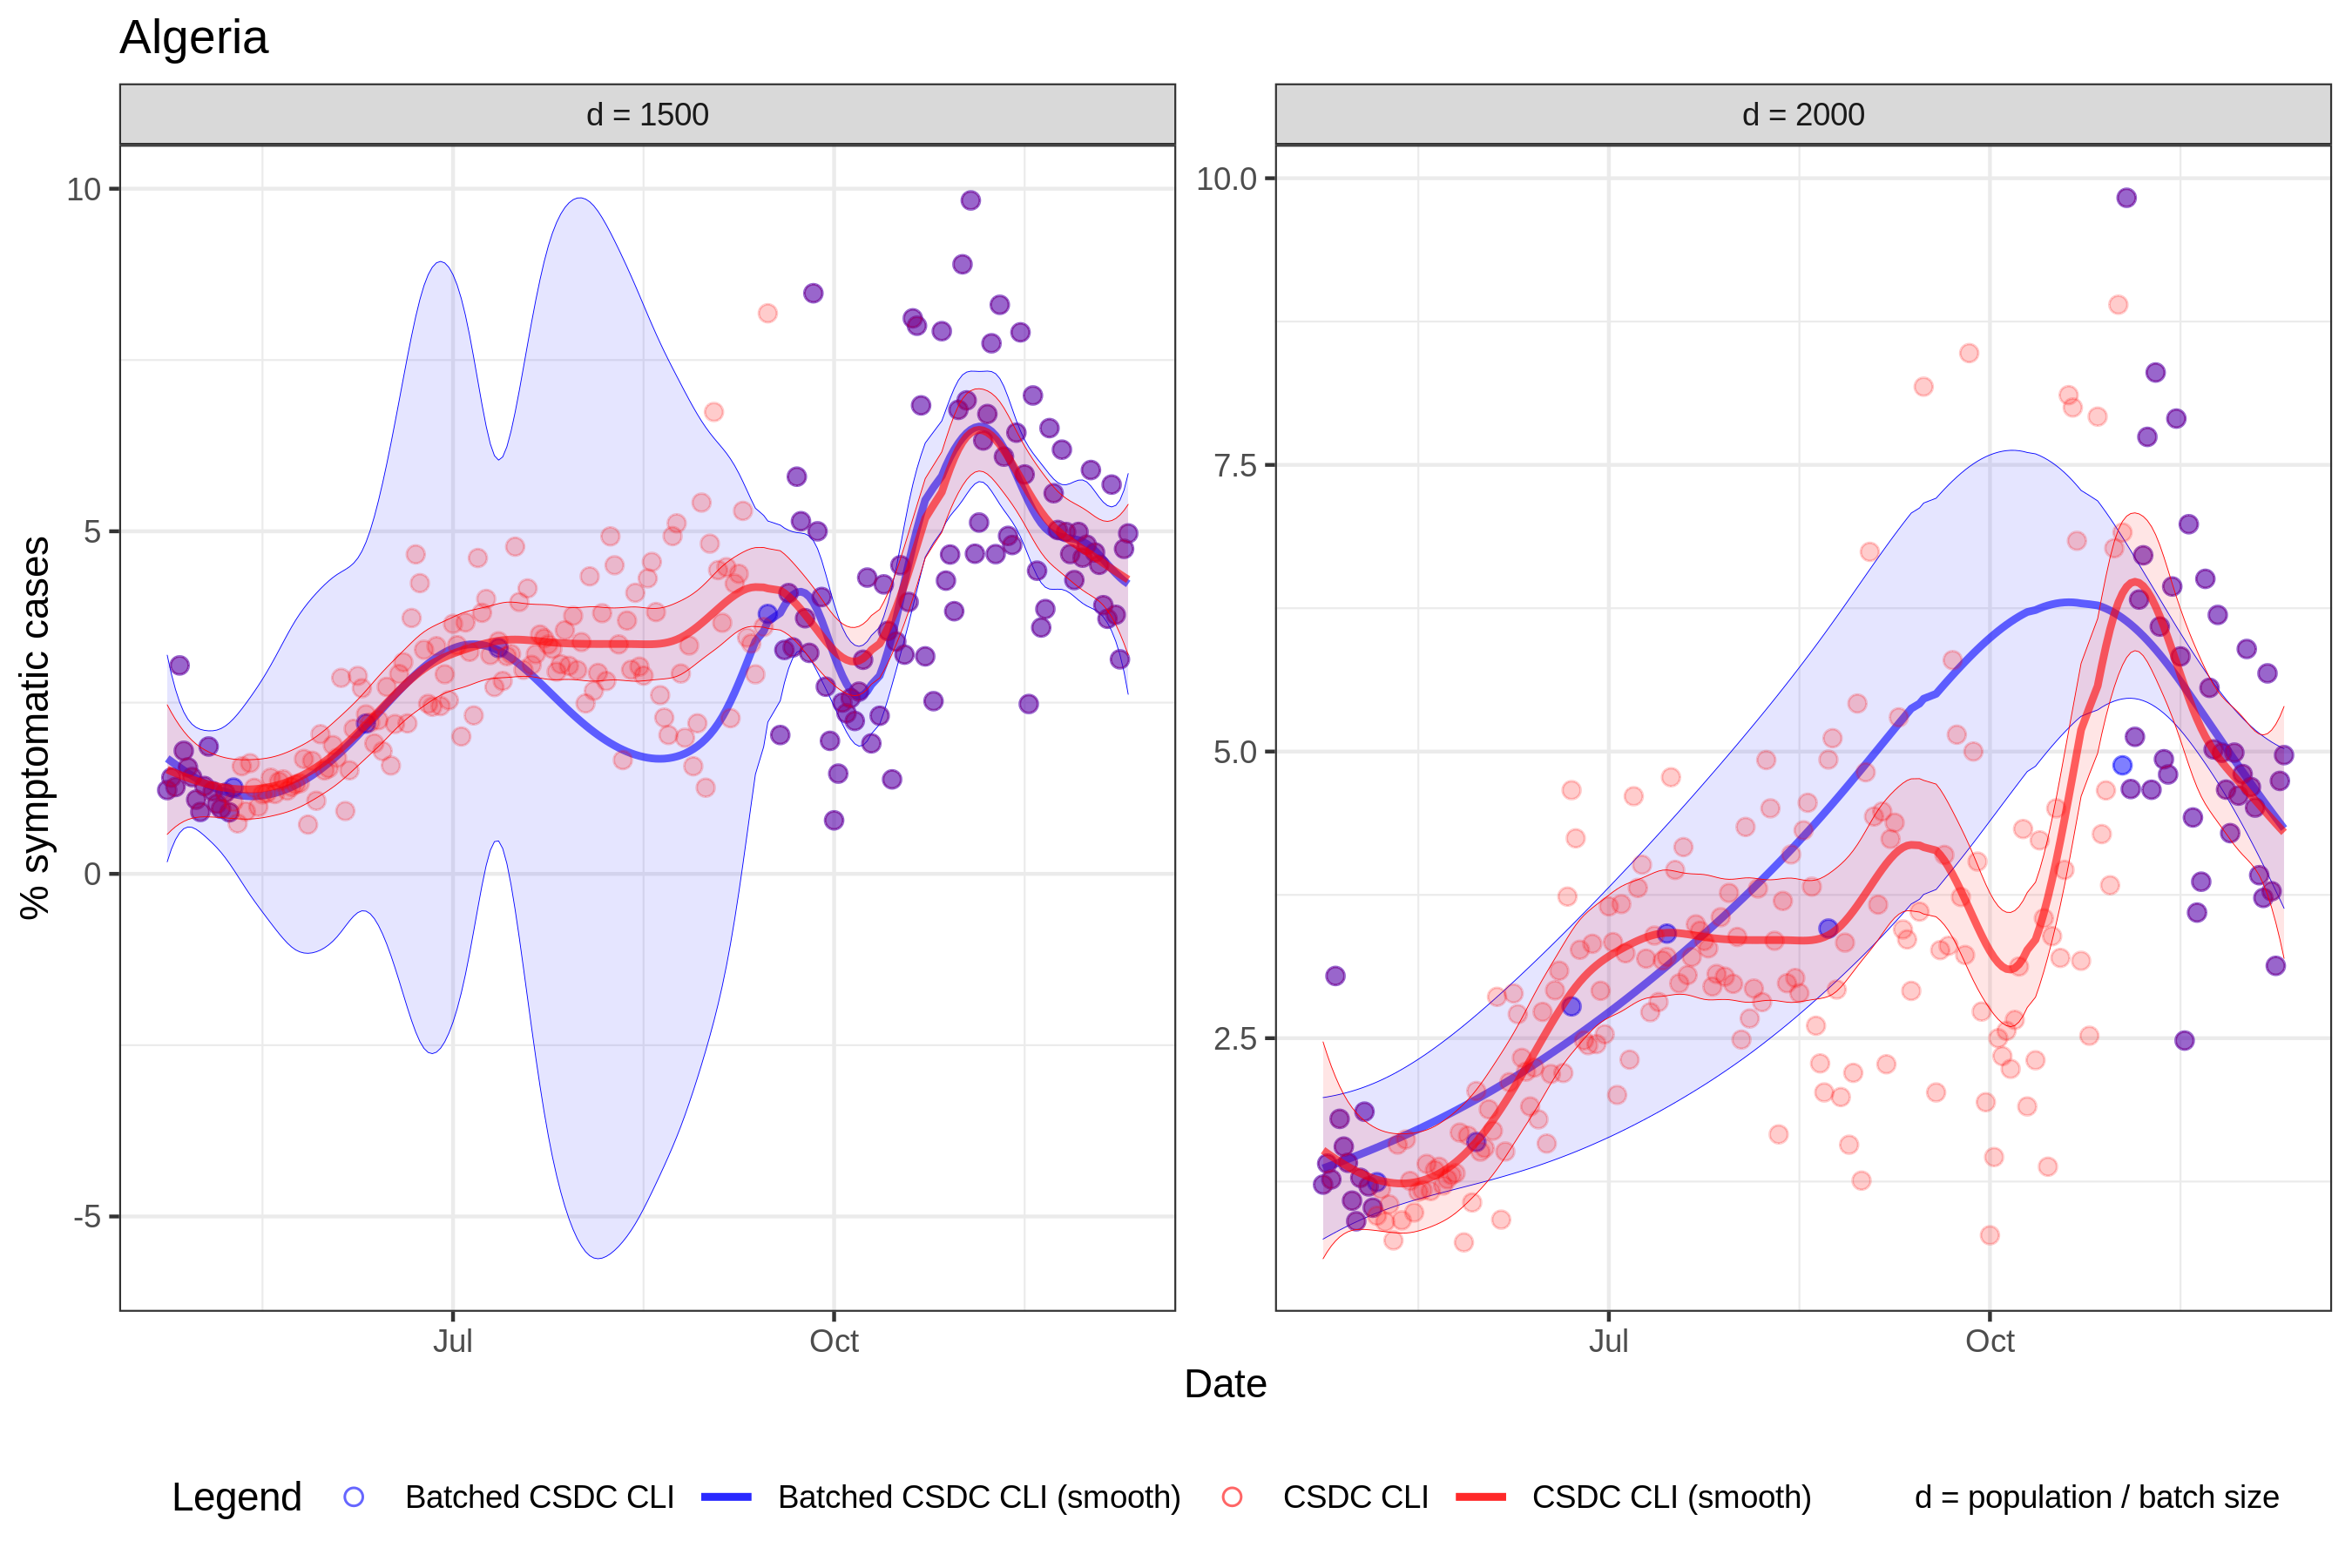 Algeria
d = 1500
d = 2000
10
5
0
-5
10.0
7.5
5.0
2.5
% symptomatic cases
Jul
Oct
Jul
Oct
Date
Legend
Batched CSDC CLI
Batched CSDC CLI (smooth)
CSDC CLI
CSDC CLI (smooth)
d = population / batch size